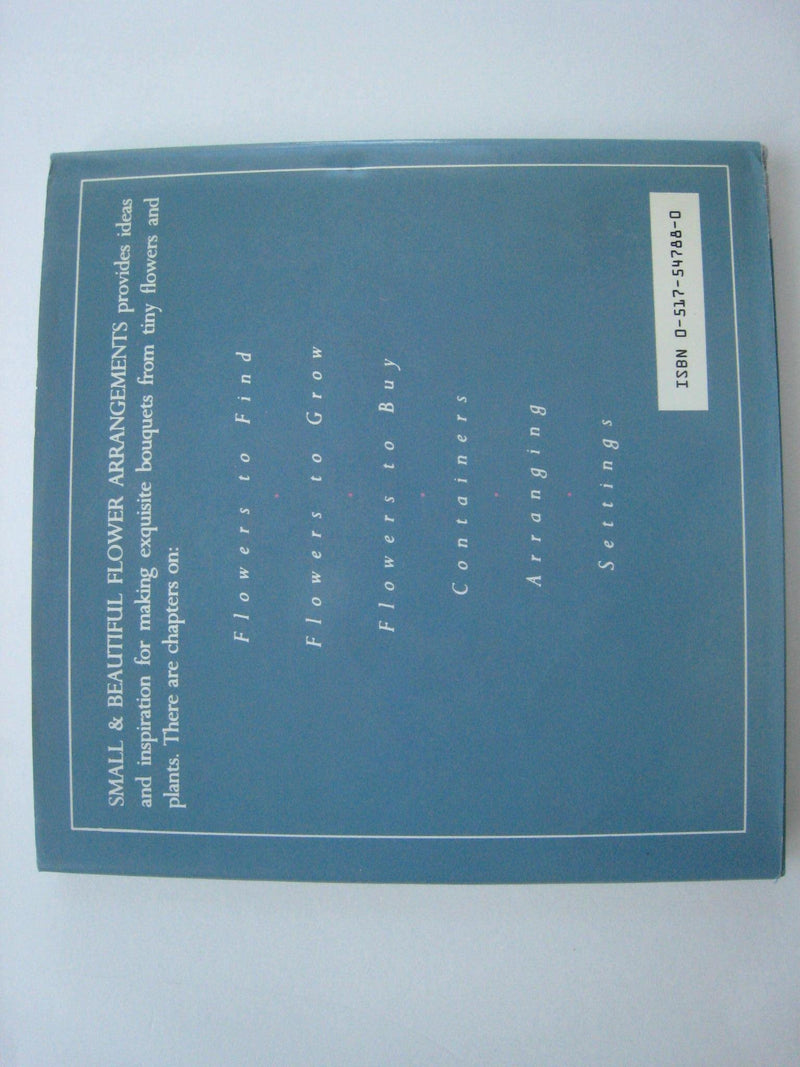 SMALL & BEAUTIFUL FLOWER ARRANGEMENTS provides ideas
and inspiration for making exquisite bouquets from tiny flowers and
plants. There are chapters on:
Flowers to Find
Flowers to Grow
Flowers to Buy
Containers
Arranging
Settings
ISBN 0-517-54788-0